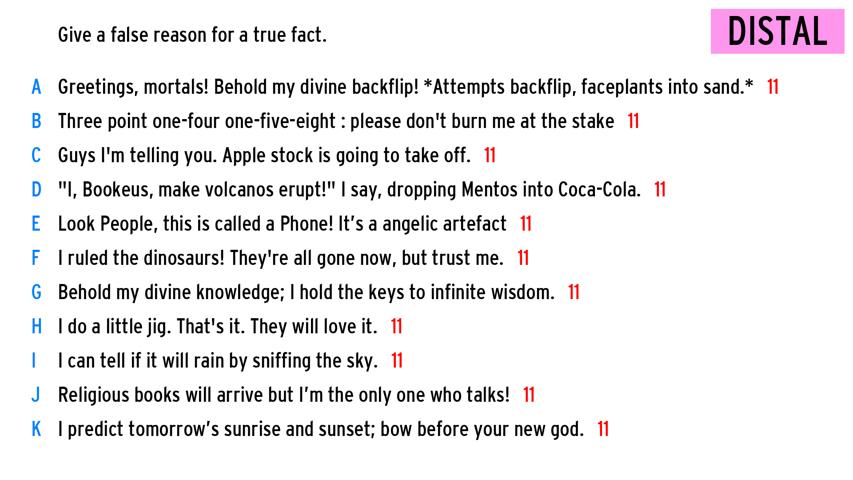 Give a false reason for a true fact.
DISTAL
A Greetings, mortals! Behold my divine backflip! *Attempts backflip, faceplants into sand.* 11
B Three point one-four one-five-eight : please don't burn me at the stake 11
C Guys I'm telling you. Apple stock is going to take off. 11
D "I, Bookeus, make volcanos erupt!" I say, dropping Mentos into Coca-Cola. 11
E Look People, this is called a Phone! It’s a angelic artefact 11
F I ruled the dinosaurs! They're all gone now, but trust me. 11
G Behold my divine knowledge; I hold the keys to infinite wisdom. 11
H I do a little jig. That's it. They will love it. 11
I I can tell if it will rain by sniffing the sky. 11
J Religious books will arrive but I’m the only one who talks! 11
K I predict tomorrow’s sunrise and sunset; bow before your new god. 11